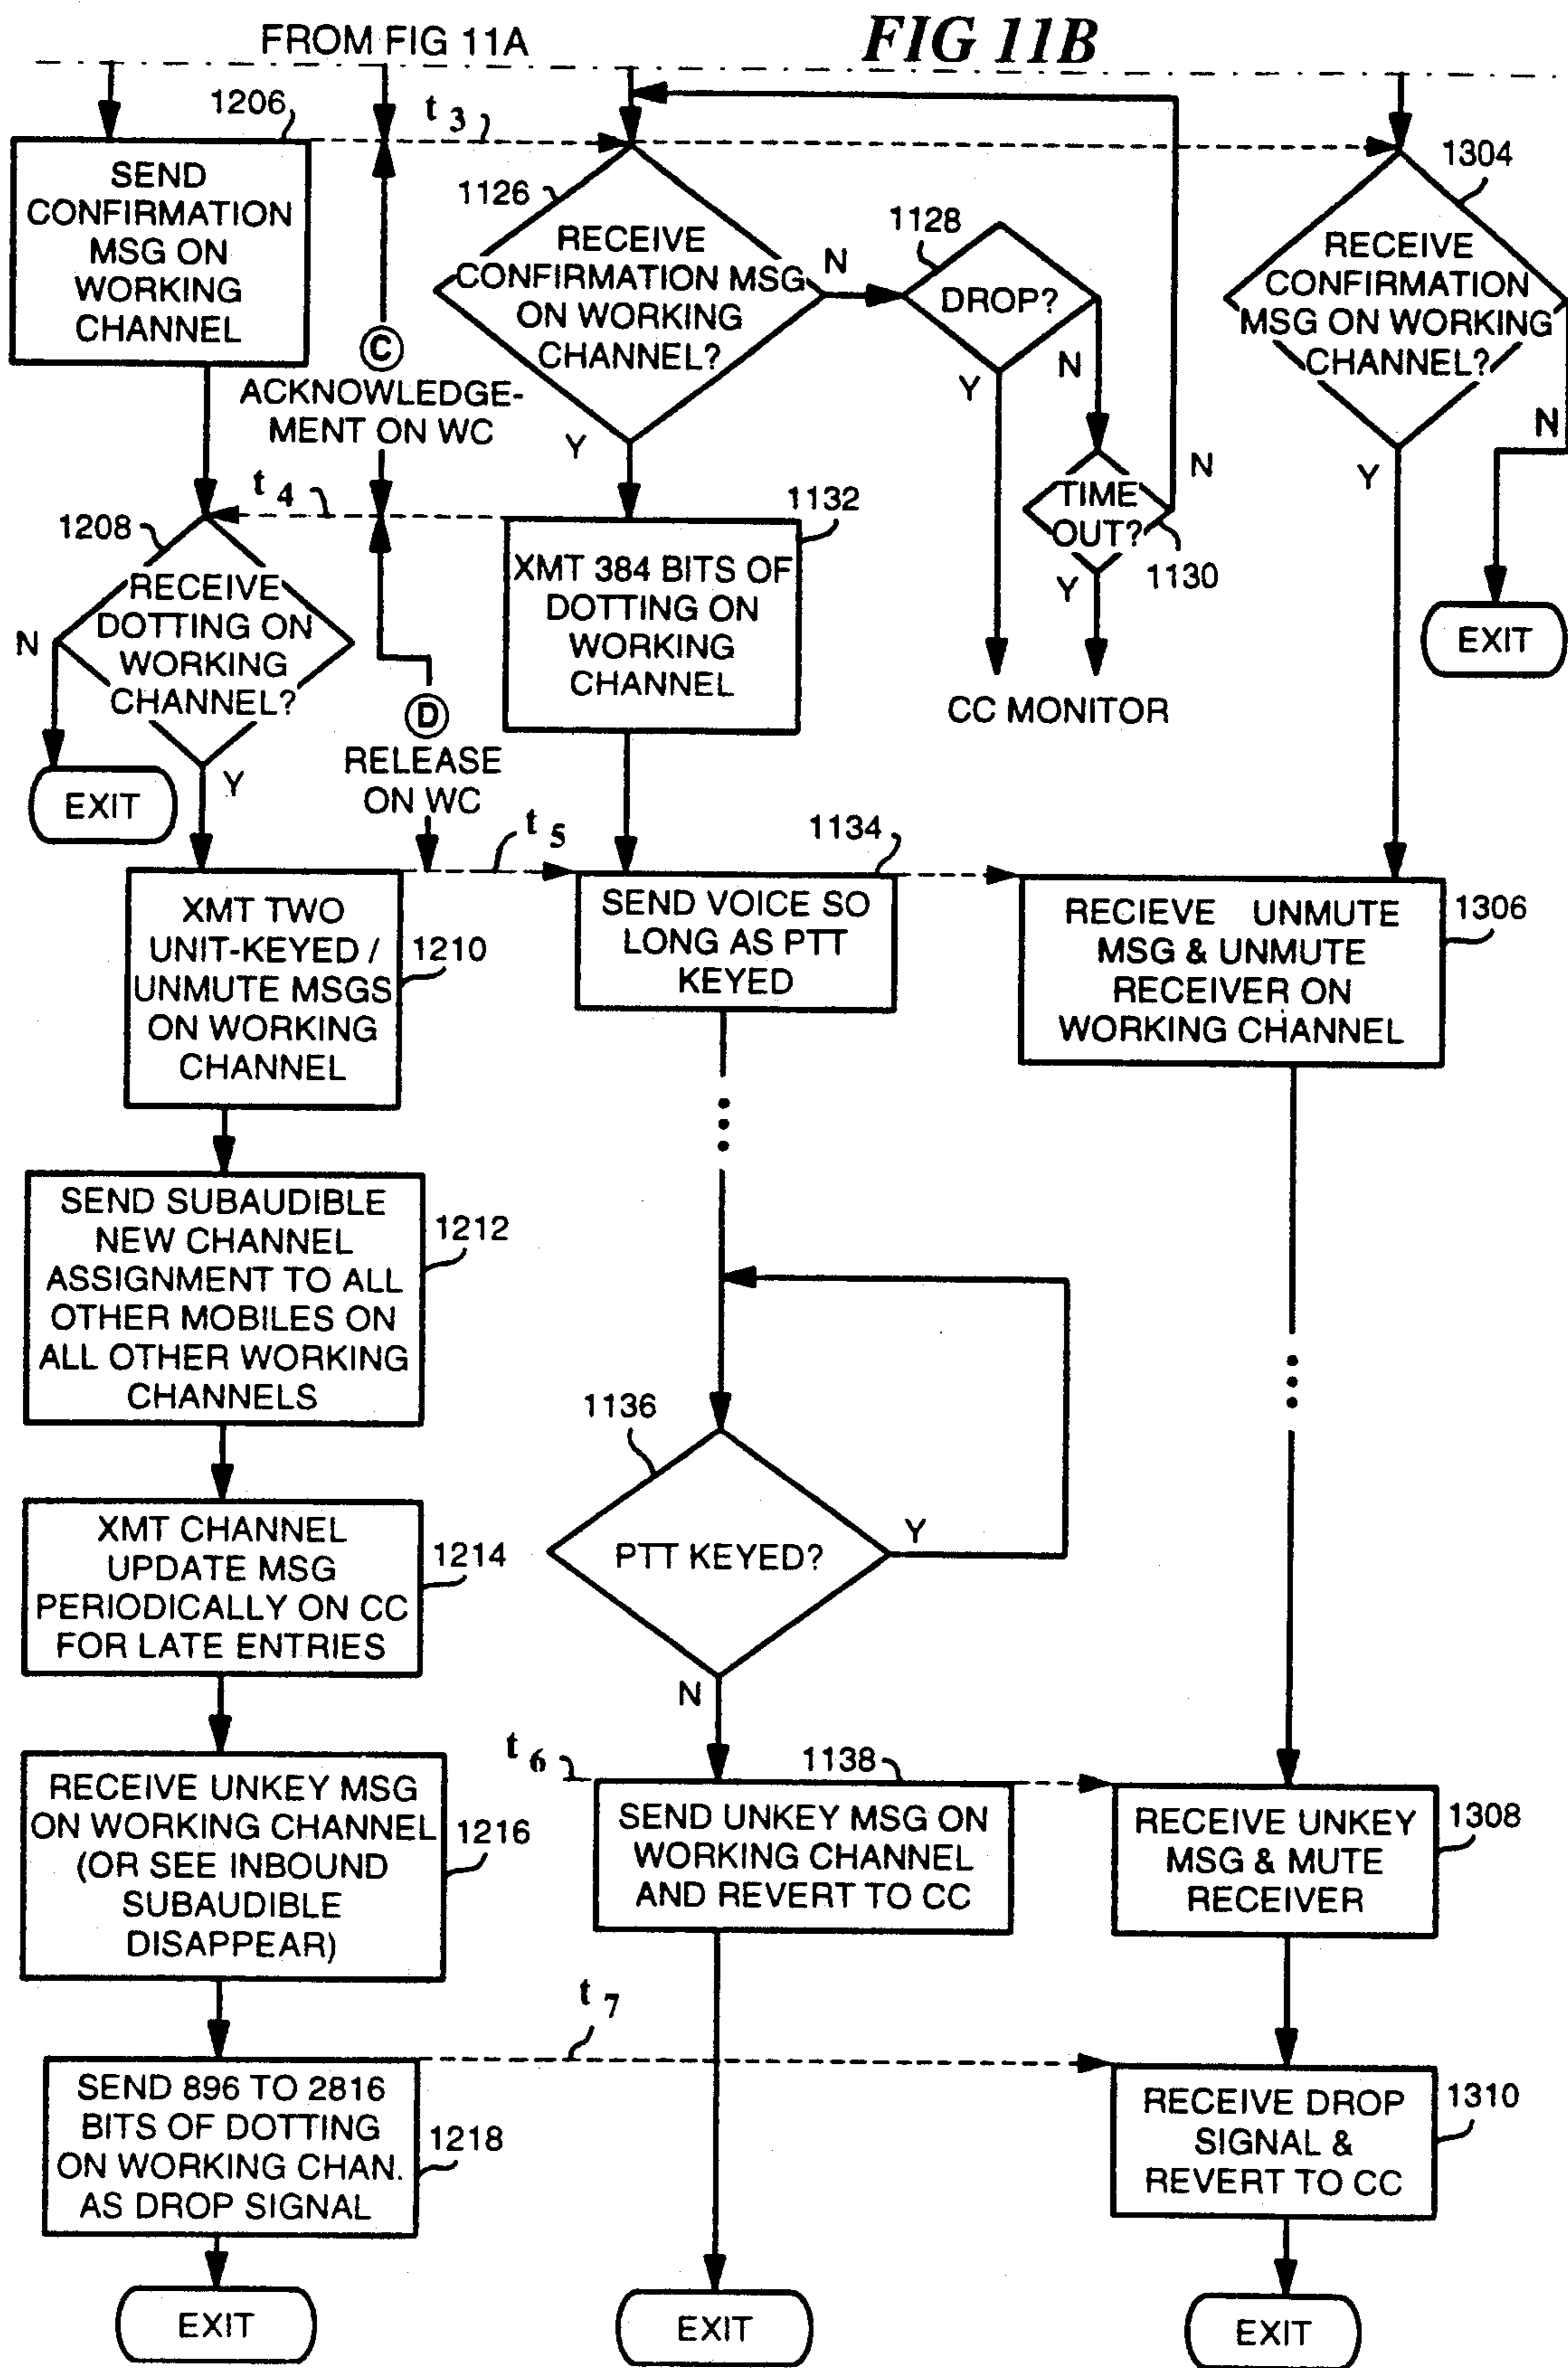 FROM FIG 11A
FIG 11B
1206
t3
SEND
CONFIRMATION
MSG ON
WORKING
CHANNEL
C
ACKNOWLEDGE-
MENT ON WC
1126
RECEIVE
CONFIRMATION MSG
ON WORKING
CHANNEL?
N
Y
1128
DROP?
N
Y
TIME
OUT?
N
Y
1130
CC MONITOR
1304
RECEIVE
CONFIRMATION
MSG ON WORKING
CHANNEL?
N
Y
EXIT
t4
1208
RECEIVE
DOTTING ON
WORKING
CHANNEL?
N
Y
EXIT
D
RELEASE
ON WC
1132
XMT 384 BITS OF
DOTTING ON
WORKING
CHANNEL
t5
XMT TWO
UNIT-KEYED /
UNMUTE MSGS
ON WORKING
CHANNEL
1210
1134
SEND VOICE SO
LONG AS PTT
KEYED
RECIEVE UNMUTE
MSG & UNMUTE
RECEIVER ON
WORKING CHANNEL
1306
SEND SUBAUDIBLE
NEW CHANNEL
ASSIGNMENT TO ALL
OTHER MOBILES ON
ALL OTHER WORKING
CHANNELS
1212
1136
PTT KEYED?
Y
N
XMT CHANNEL
UPDATE MSG
PERIODICALLY ON CC
FOR LATE ENTRIES
1214
t6
1138
SEND UNKEY MSG ON
WORKING CHANNEL
AND REVERT TO CC
RECEIVE UNKEY
MSG & MUTE
RECEIVER
1308
RECEIVE UNKEY MSG
ON WORKING CHANNEL
(OR SEE INBOUND
SUBAUDIBLE
DISAPPEAR)
1216
t7
SEND 896 TO 2816
BITS OF DOTTING
ON WORKING CHAN.
AS DROP SIGNAL
1218
RECEIVE DROP
SIGNAL &
REVERT TO CC
1310
EXIT
EXIT
EXIT